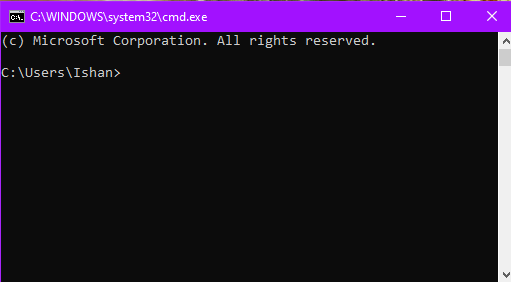 C:\WINDOWS\system32\cmd.exe
(c) Microsoft Corporation. All rights reserved.
C:\Users\Ishan>